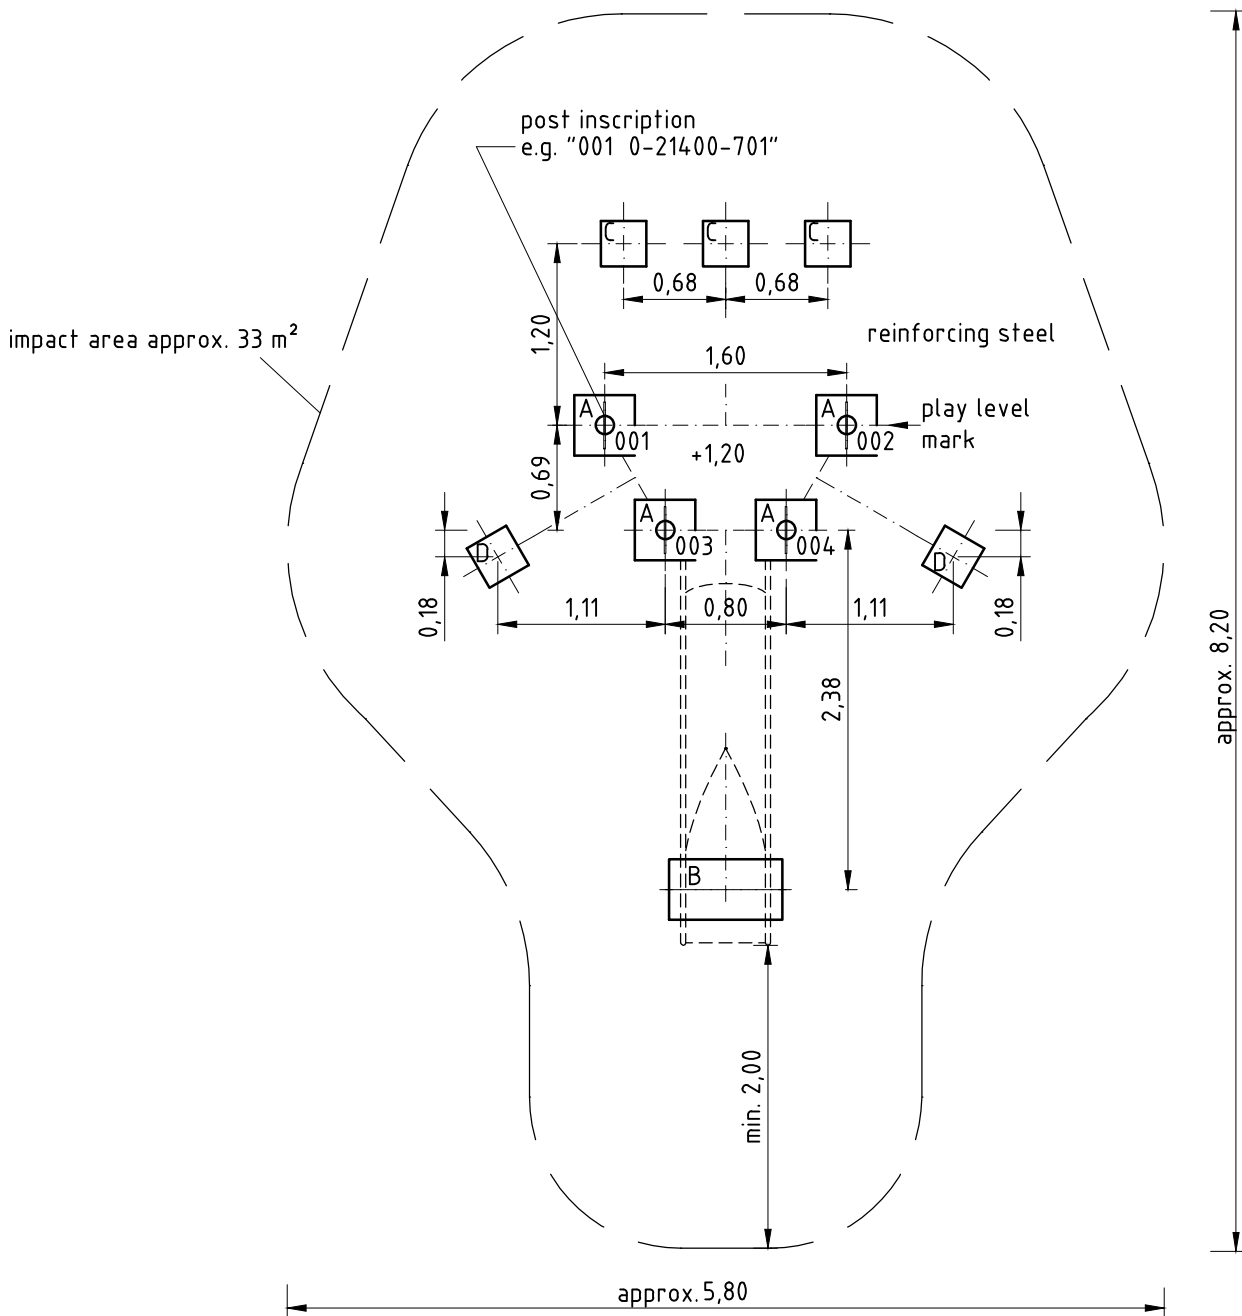 post inscription
e.g. "001 0-21400-701"
C C C
0,68 0,68
impact area approx. 33 m²
1,20
reinforcing steel
1,60
A A
play level
mark
001 002
+1,20
0,69
A A
003 004
D D
0,18 1,11 0,80 1,11 0,18
2,38
approx. 8,20
B
min. 2,00
approx. 5,80